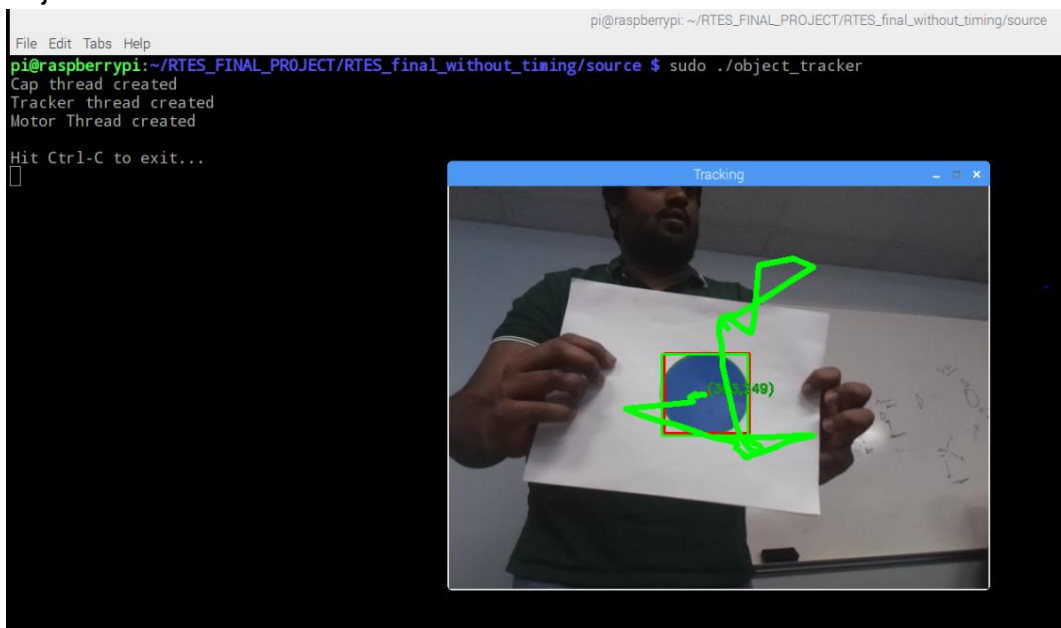 pi@raspberrypi: ~/RTES_FINAL_PROJECT/RTES_final_without_timing/source
File Edit Tabs Help
pi@raspberrypi:~/RTES_FINAL_PROJECT/RTES_final_without_timing/source $ sudo ./object_tracker
Cap thread created
Tracker thread created
Motor Thread created
Hit Ctrl-C to exit...
Tracking